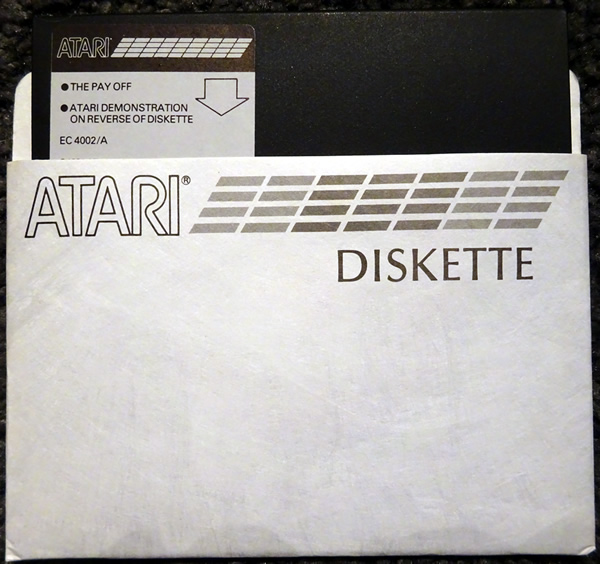 ATARI
● THE PAY OFF
● ATARI DEMONSTRATION
ON REVERSE OF DISKETTE
EC 4002/A
ATARI®
DISKETTE